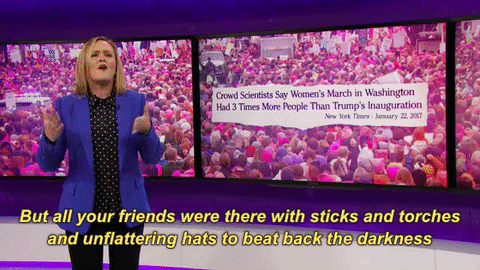 Crowd Scientists Say Women's March in Washington
Had 3 Times More People Than Trump's Inauguration
New York Times - January 22, 2017
But all your friends were there with sticks and torches
and unflattering hats to beat back the darkness